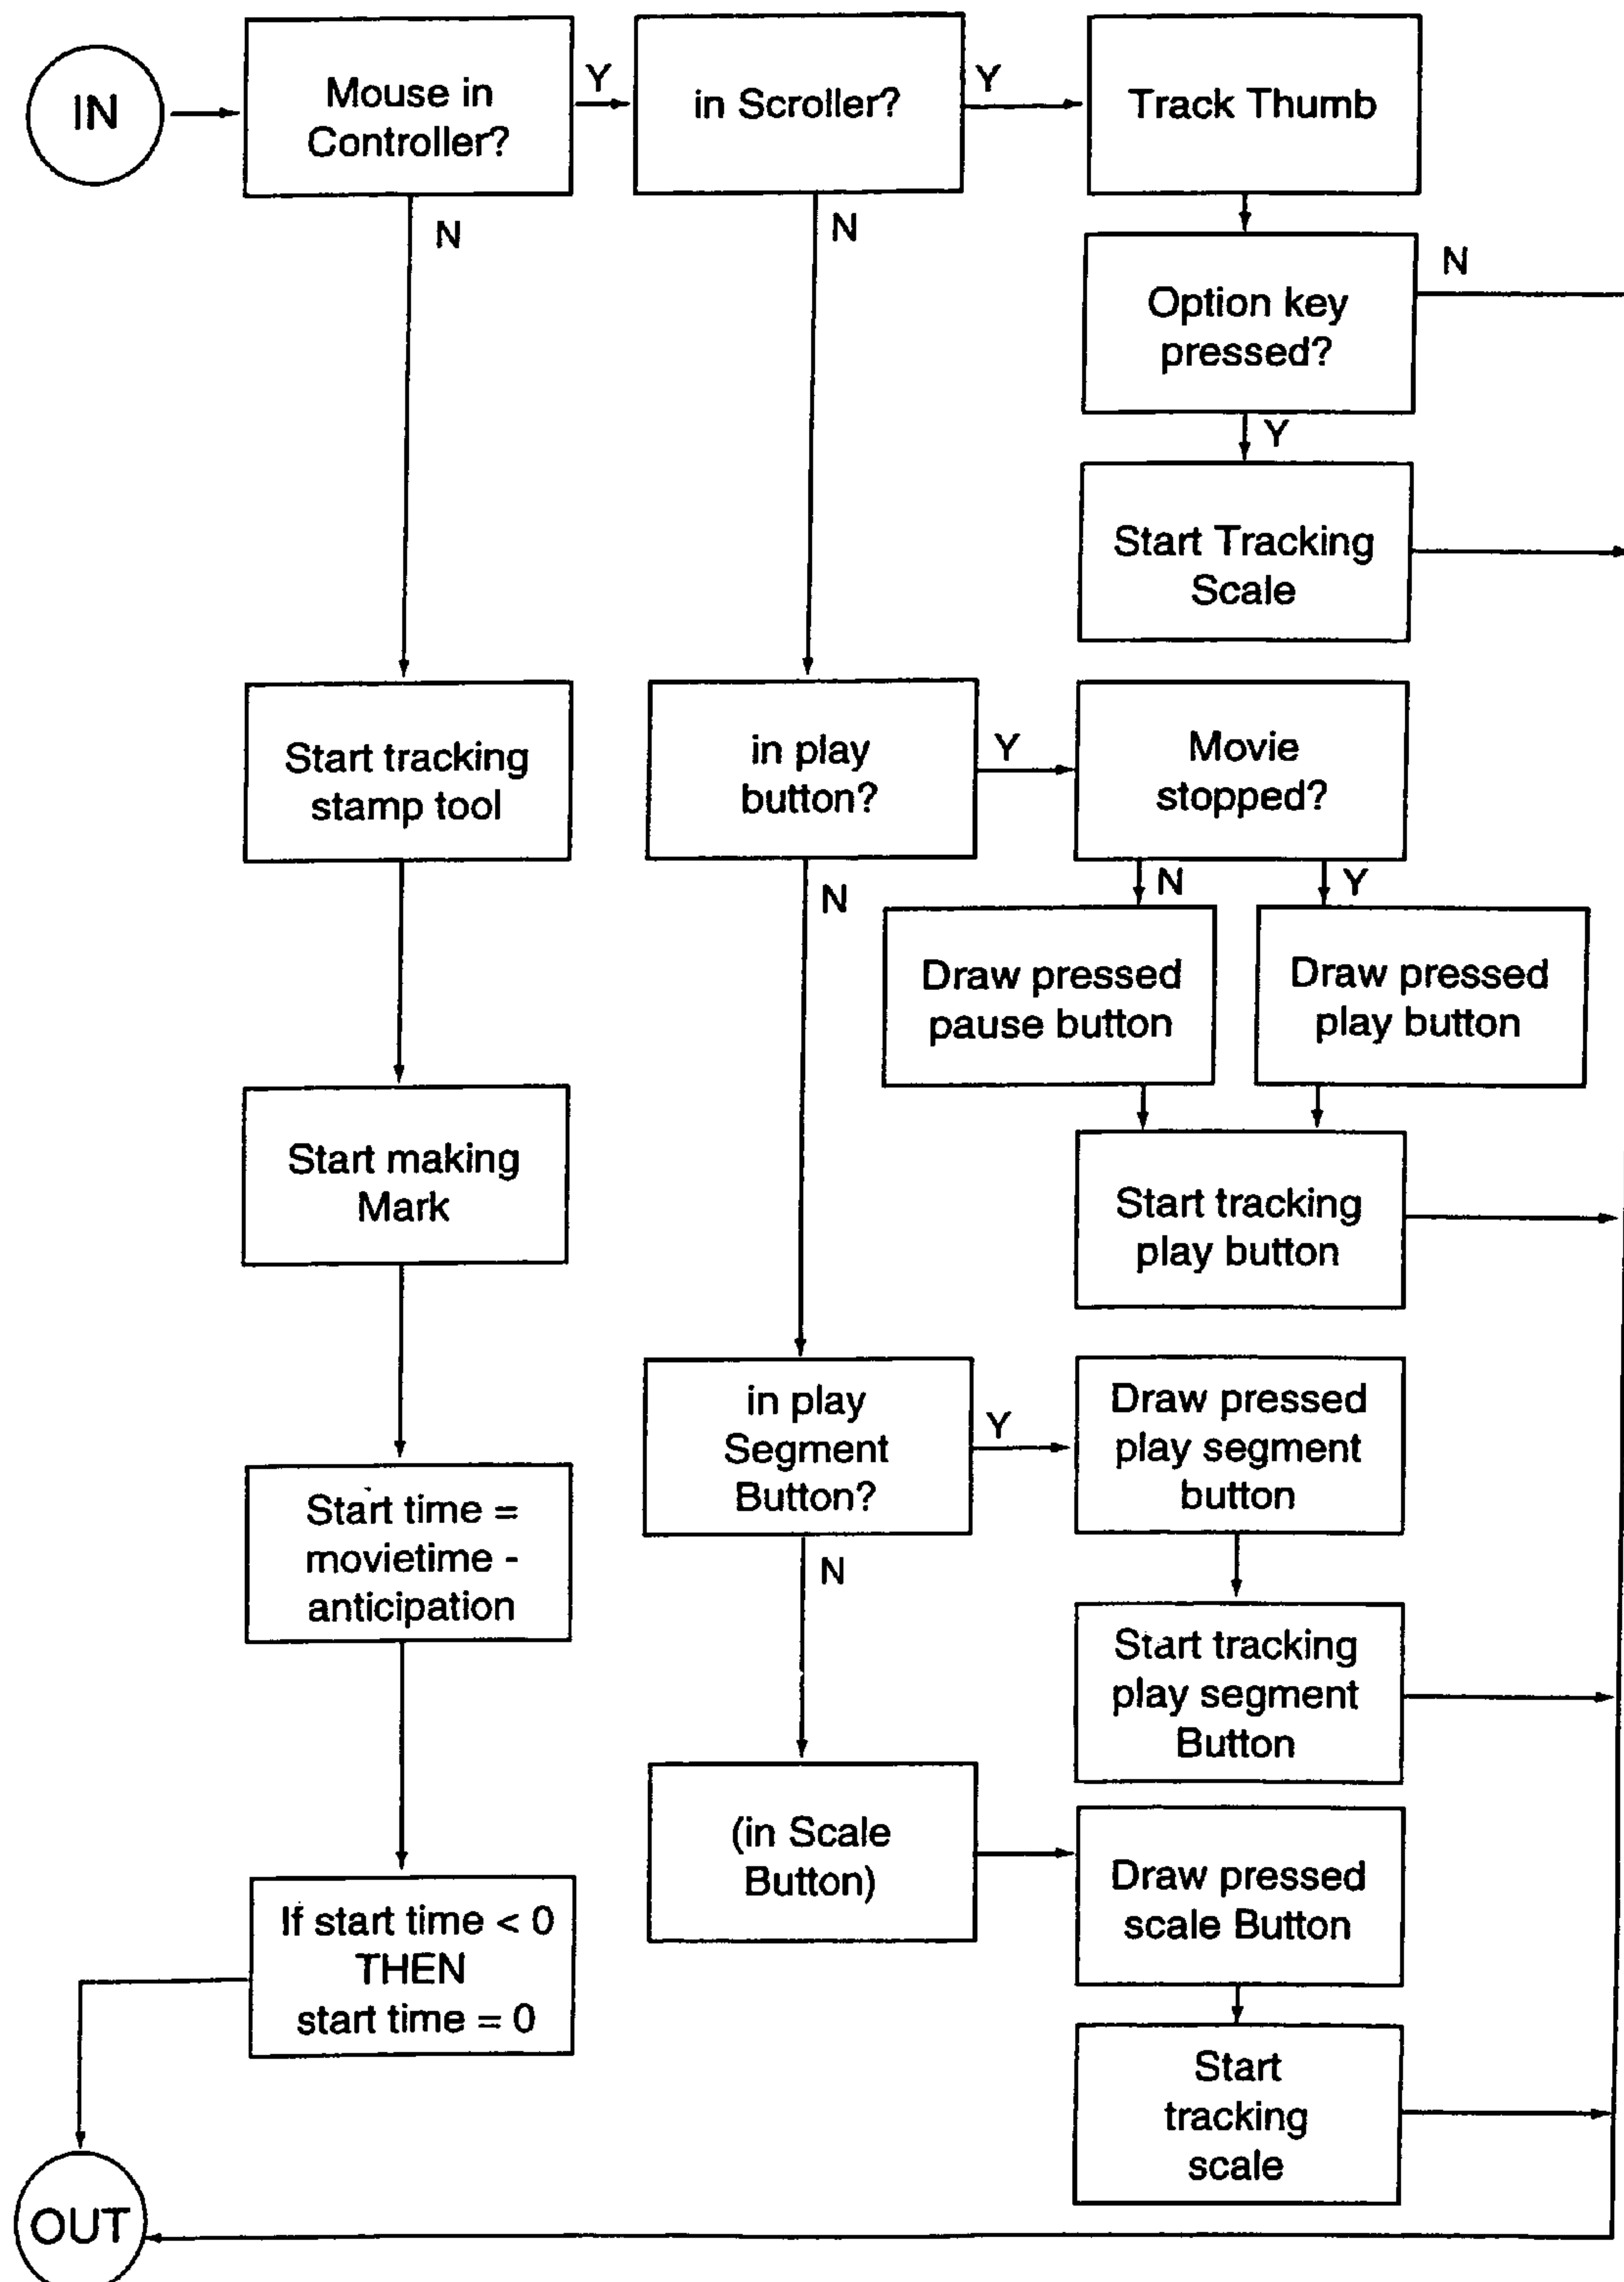 IN
Mouse in
Controller?
Y
in Scroller?
Y
Track Thumb
N
N
Option key
pressed?
N
Y
Start Tracking
Scale
Start tracking
stamp tool
in play
button?
Y
Movie
stopped?
N
N
Y
Draw pressed
pause button
Draw pressed
play button
Start making
Mark
Start tracking
play button
in play
Segment
Button?
Y
Draw pressed
play segment
button
Start time =
movietime -
anticipation
N
Start tracking
play segment
Button
(in Scale
Button)
Draw pressed
scale Button
If start time < 0
THEN
start time = 0
Start
tracking
scale
OUT